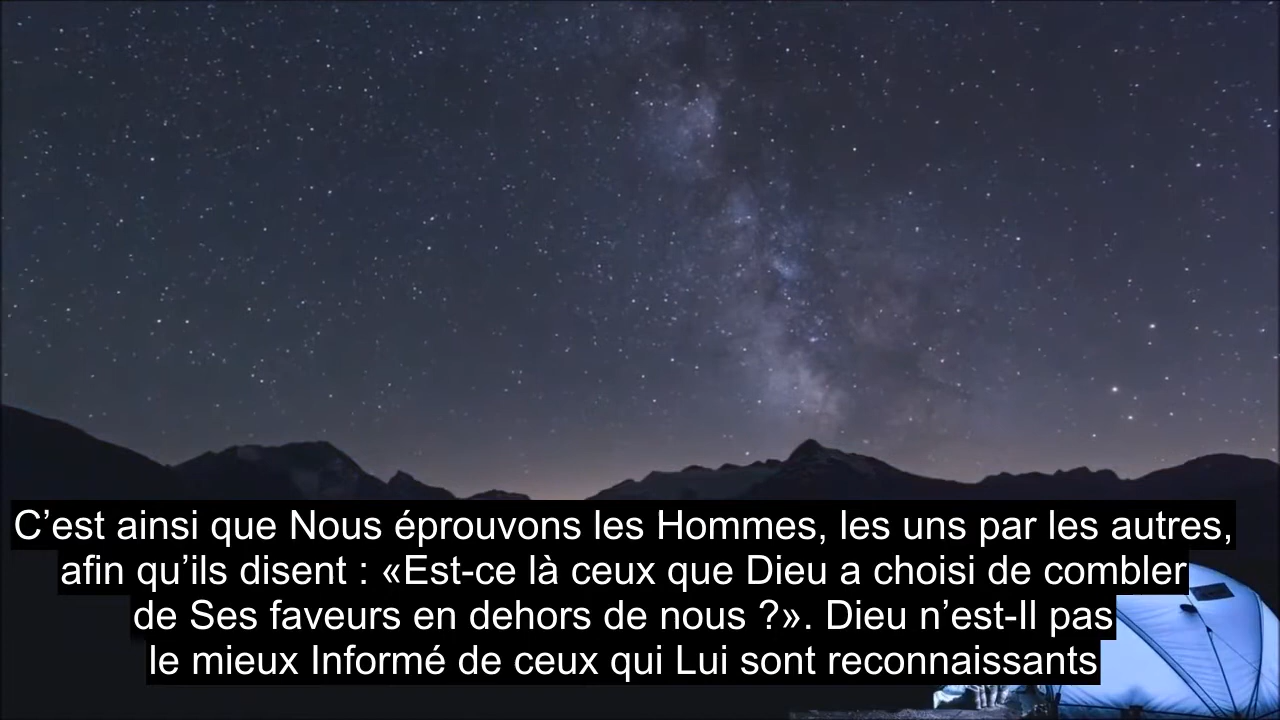 C’est ainsi que Nous éprouvons les Hommes, les uns par les autres,
afin qu’ils disent : «Est-ce là ceux que Dieu a choisi de combler
de Ses faveurs en dehors de nous ?». Dieu n’est-Il pas
le mieux Informé de ceux qui Lui sont reconnaissants